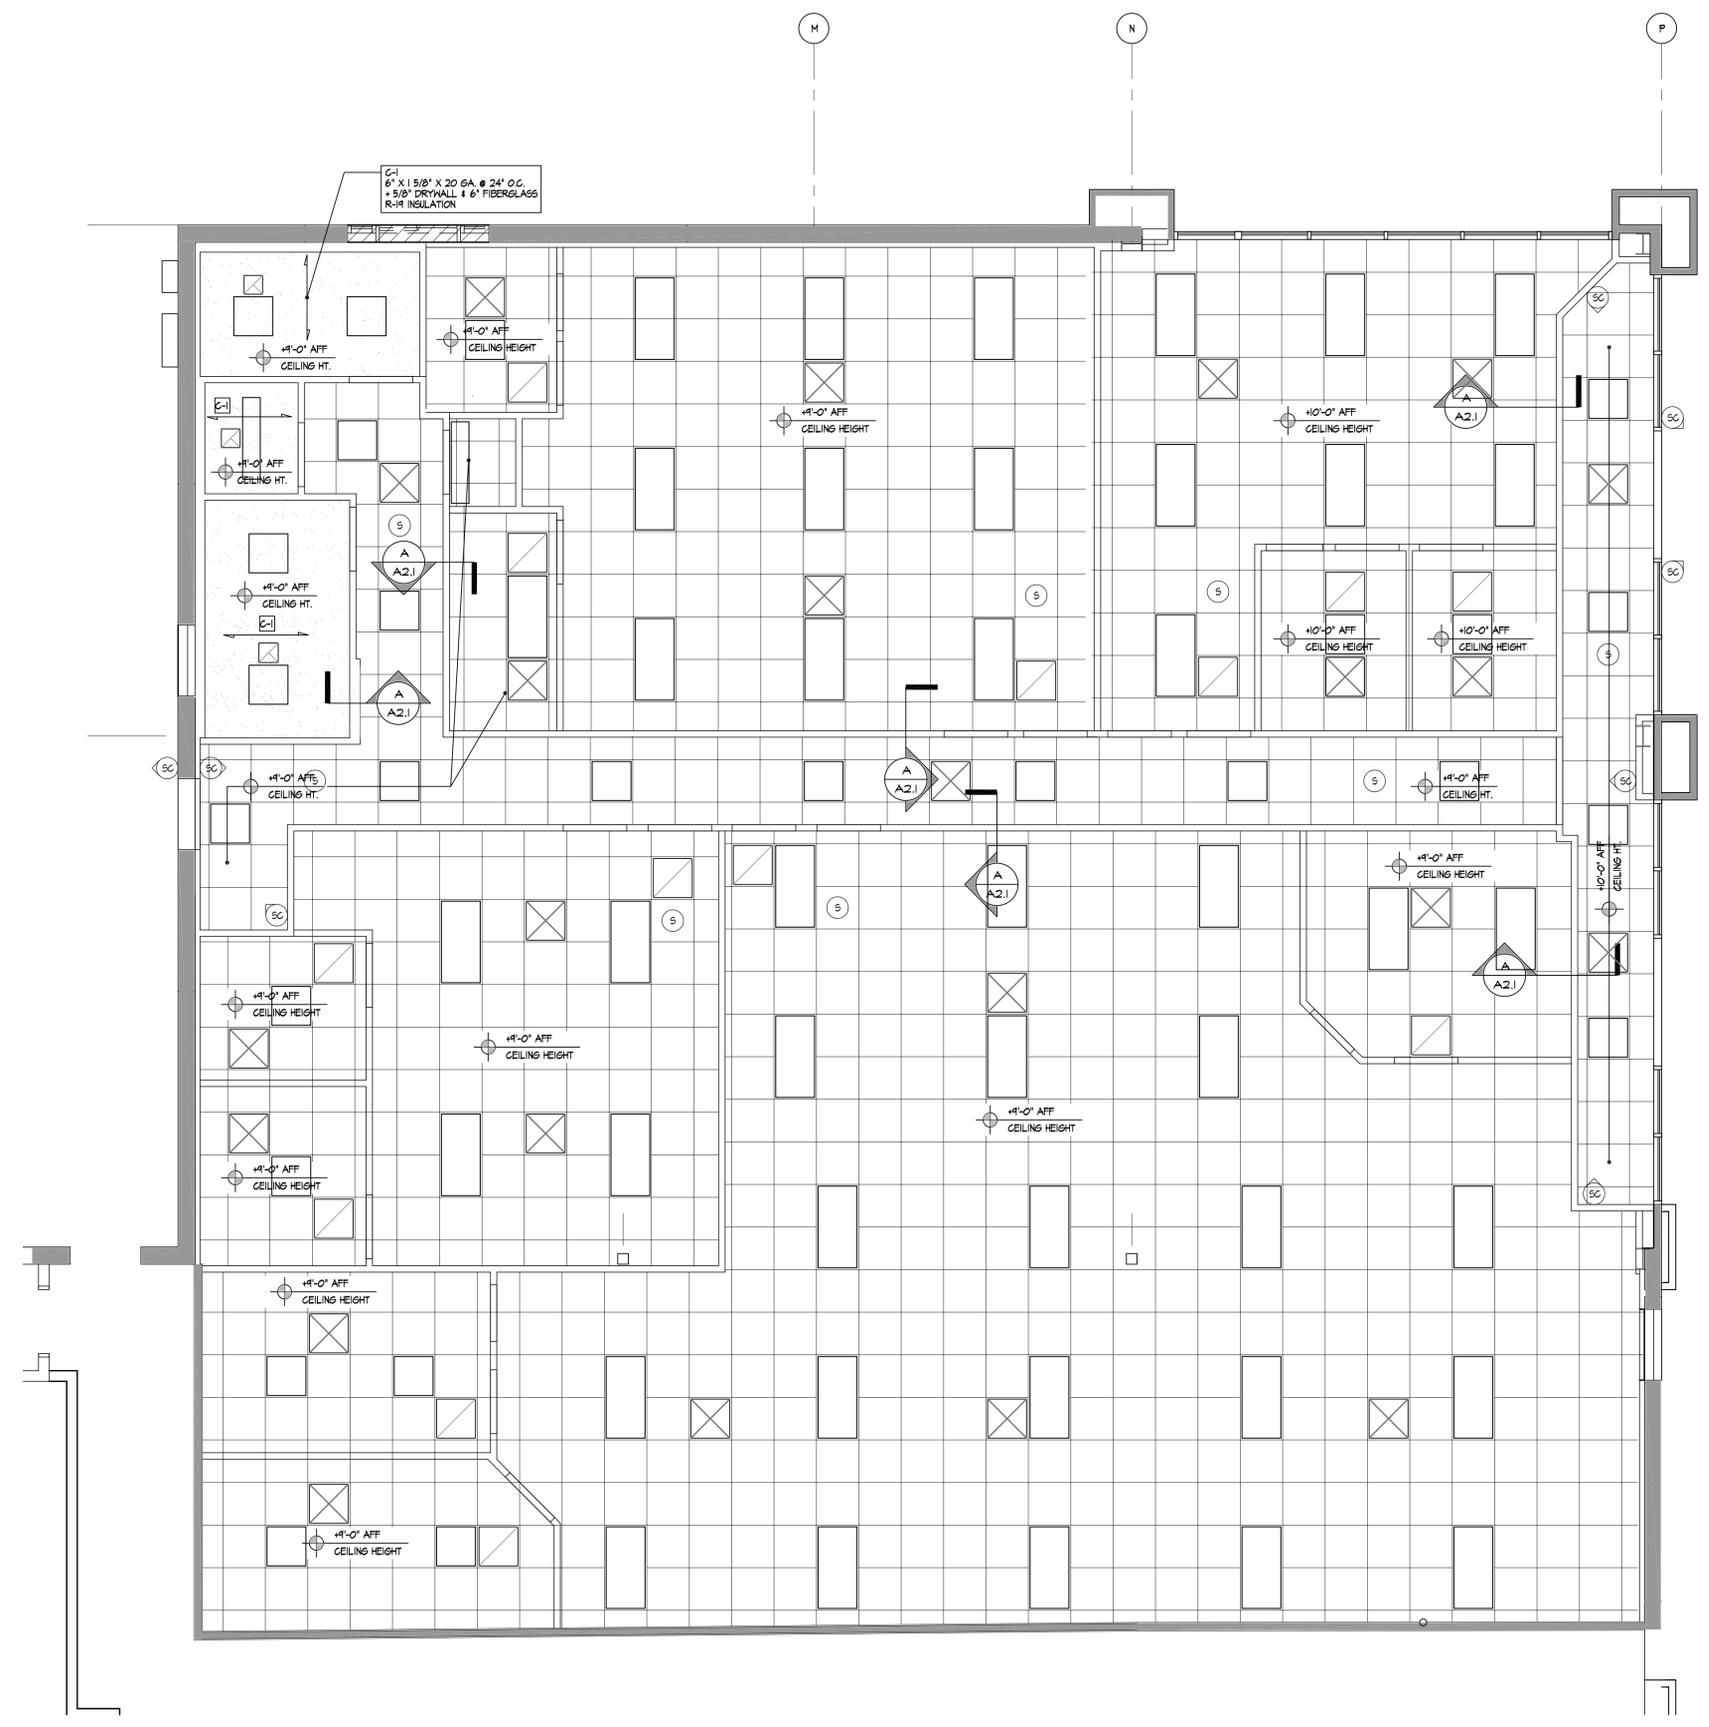 M
N
P
C-1
6" X 1 5/8" X 20 GA. @ 24" O.C.
+ 5/8" DRYWALL & 6" FIBERGLASS
R-19 INSULATION
SC
+9'-0" AFF
CEILING HEIGHT
+9'-0" AFF
CEILING HT.
C-1
+9'-0" AFF
CEILING HT.
+9'-0" AFF
CEILING HEIGHT
+10'-0" AFF
CEILING HEIGHT
A
A2.1
SC
S
A
A2.1
SC
+9'-0" AFF
CEILING HT.
C-1
S
S
+10'-0" AFF
CEILING HEIGHT
+10'-0" AFF
CEILING HEIGHT
S
A
A2.1
SC
SC
+9'-0" AFF
CEILING HT.
S
A
A2.1
S
+9'-0" AFF
CEILING HT.
SC
+9'-0" AFF
CEILING HEIGHT
+10'-0" AFF
CEILING HT.
A
A2.1
SC
S
S
A
A2.1
+9'-0" AFF
CEILING HEIGHT
+9'-0" AFF
CEILING HEIGHT
+9'-0" AFF
CEILING HEIGHT
+9'-0" AFF
CEILING HEIGHT
SC
+9'-0" AFF
CEILING HEIGHT
+9'-0" AFF
CEILING HEIGHT